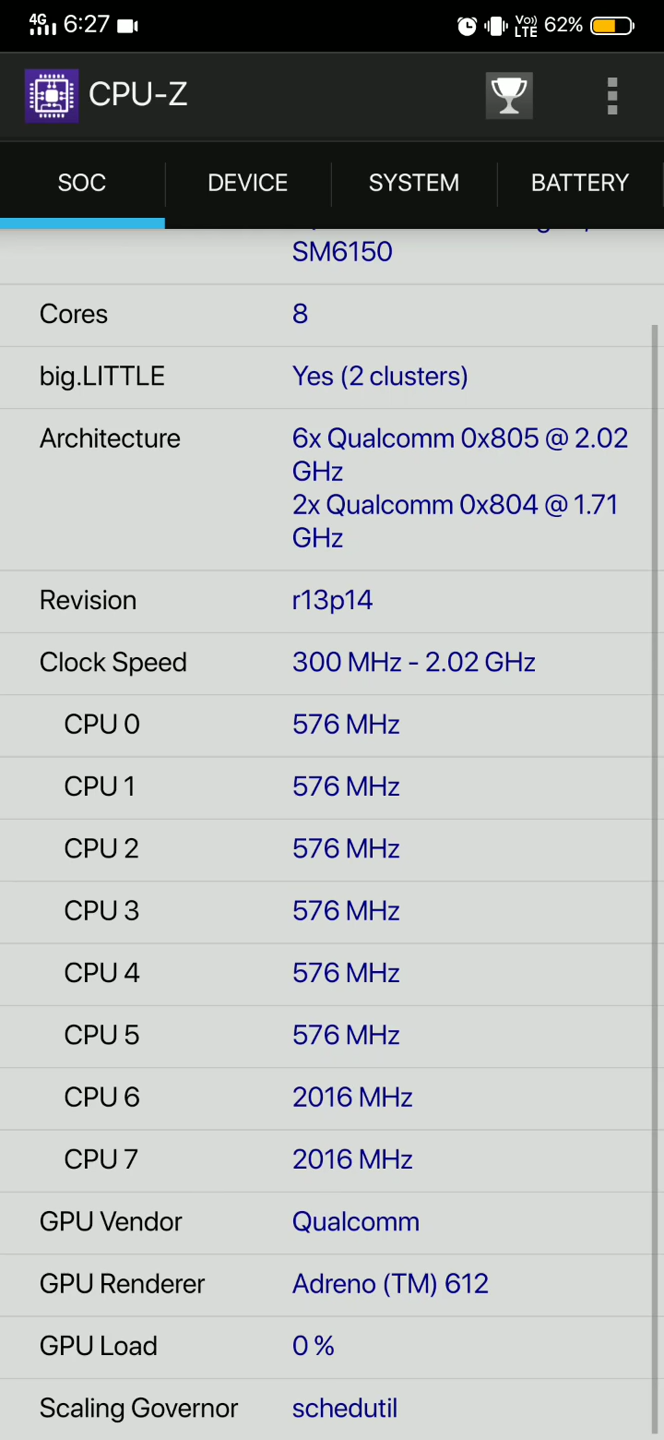 4G 6:27 Vo)) LTE 62%
CPU-Z
SOC DEVICE SYSTEM BATTERY
SM6150
Cores 8
big.LITTLE Yes (2 clusters)
Architecture 6x Qualcomm 0x805 @ 2.02
GHz
2x Qualcomm 0x804 @ 1.71
GHz
Revision r13p14
Clock Speed 300 MHz - 2.02 GHz
CPU 0 576 MHz
CPU 1 576 MHz
CPU 2 576 MHz
CPU 3 576 MHz
CPU 4 576 MHz
CPU 5 576 MHz
CPU 6 2016 MHz
CPU 7 2016 MHz
GPU Vendor Qualcomm
GPU Renderer Adreno (TM) 612
GPU Load 0 %
Scaling Governor schedutil